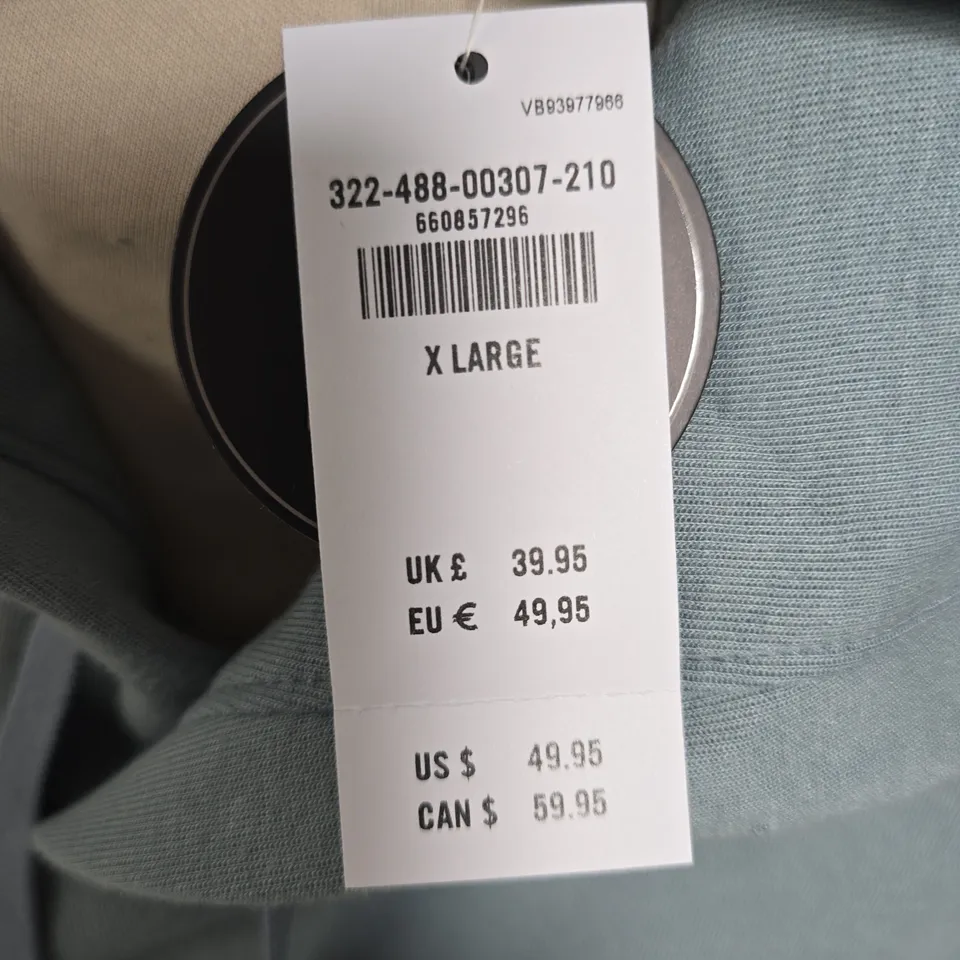 VB93977966
322-488-00307-210
660857296
X LARGE
UK £ 39.95
EU € 49,95
US $ 49.95
CAN $ 59.95